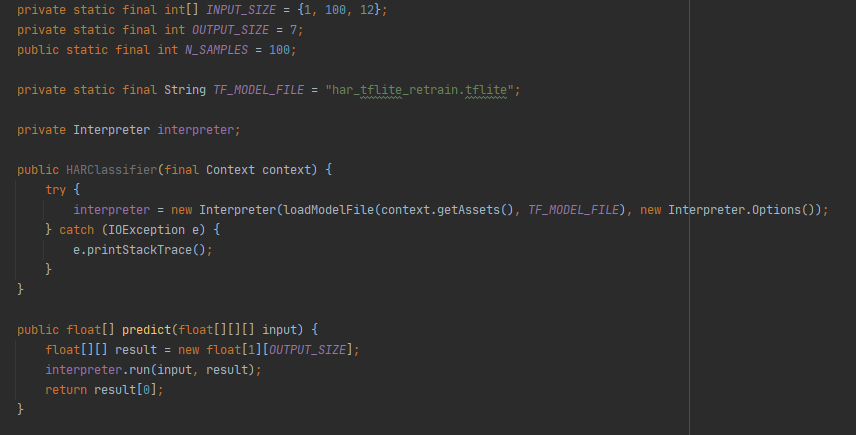 private static final int[] INPUT_SIZE = {1, 100, 12};
private static final int OUTPUT_SIZE = 7;
public static final int N_SAMPLES = 100;
private static final String TF_MODEL_FILE = "har_tflite_retrain.tflite";
private Interpreter interpreter;
public HARClassifier(final Context context) {
try {
interpreter = new Interpreter(loadModelFile(context.getAssets(), TF_MODEL_FILE), new Interpreter.Options());
} catch (IOException e) {
e.printStackTrace();
}
}
public float[] predict(float[][][] input) {
float[][] result = new float[1][OUTPUT_SIZE];
interpreter.run(input, result);
return result[0];
}